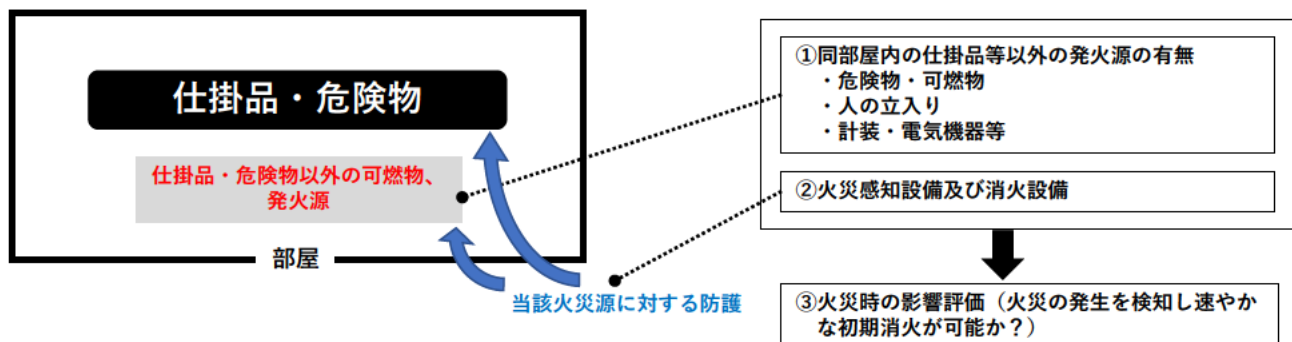 仕掛品・危険物
仕掛品・危険物以外の可燃物、
発火源
部屋
当該火災源に対する防護
①同部屋内の仕掛品等以外の発火源の有無
・危険物・可燃物
・人の立入り
・計装・電気機器等
②火災感知設備及び消火設備
③火災時の影響評価（火災の発生を検知し速やか
な初期消火が可能か？）